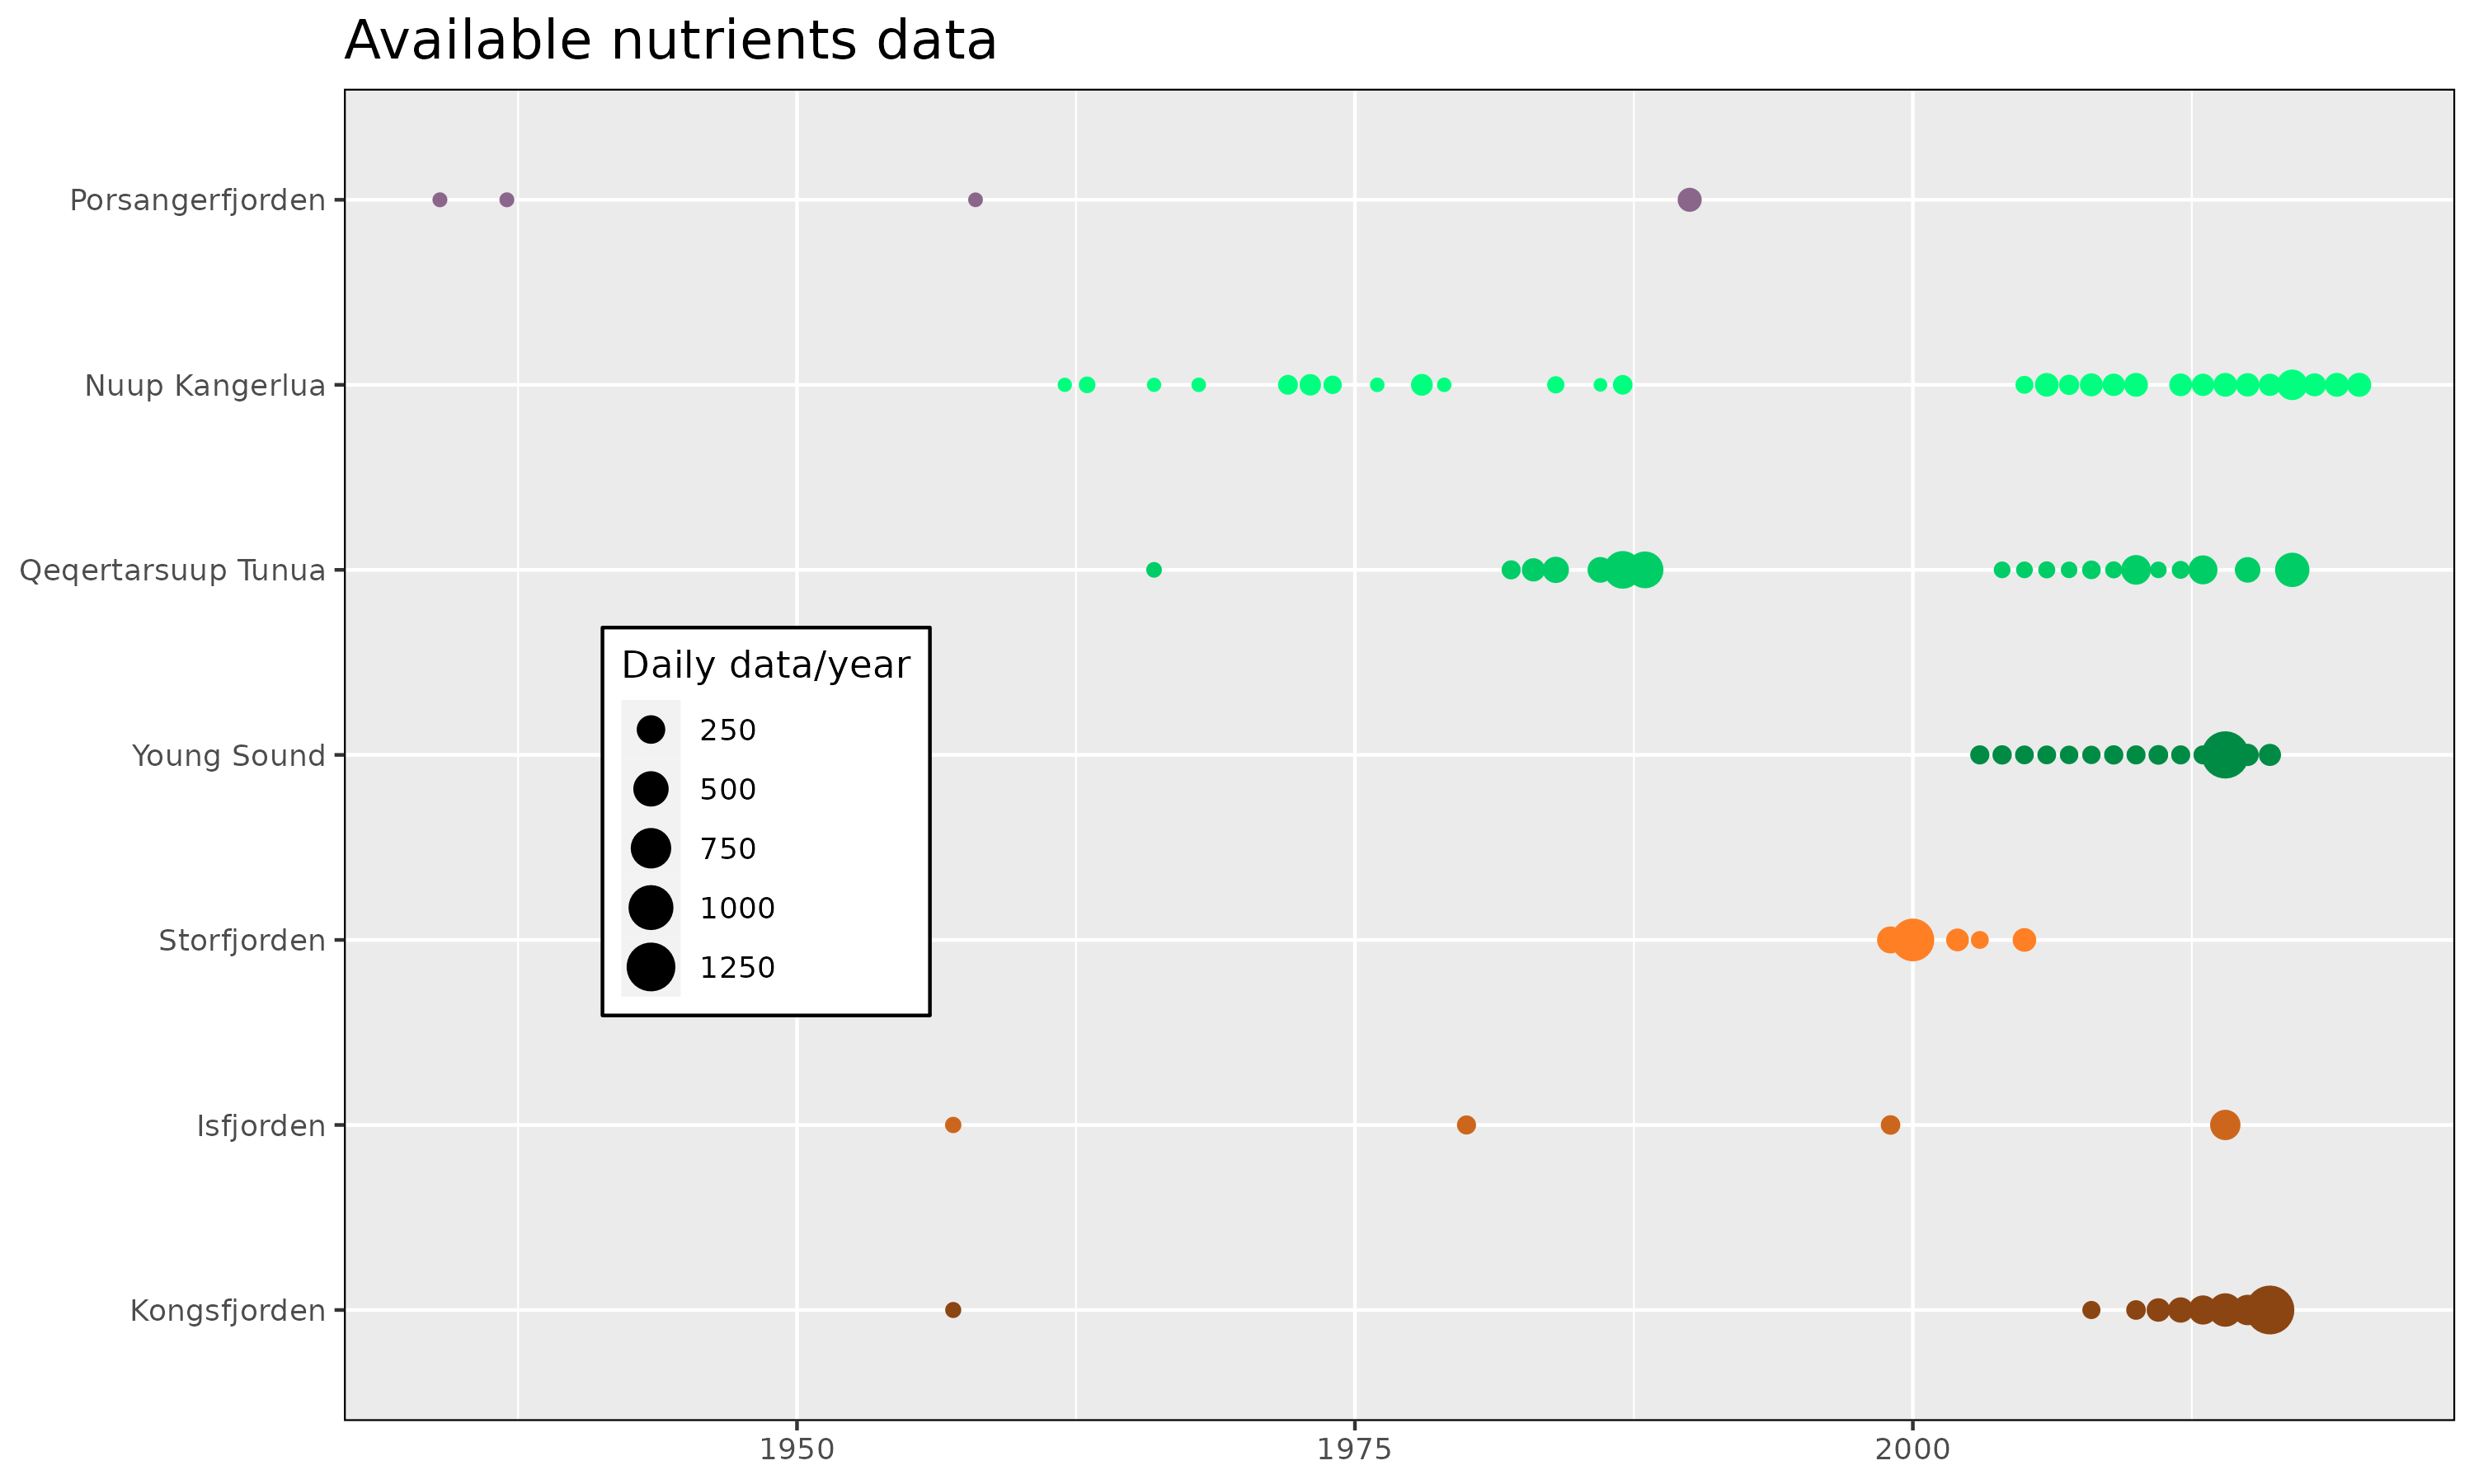 Available nutrients data
Porsangerfjorden
Nuup Kangerlua
Qeqertarsuup Tunua
Young Sound
Storfjorden
Isfjorden
Kongsfjorden
Daily data/year
250
500
750
1000
1250
1950
1975
2000